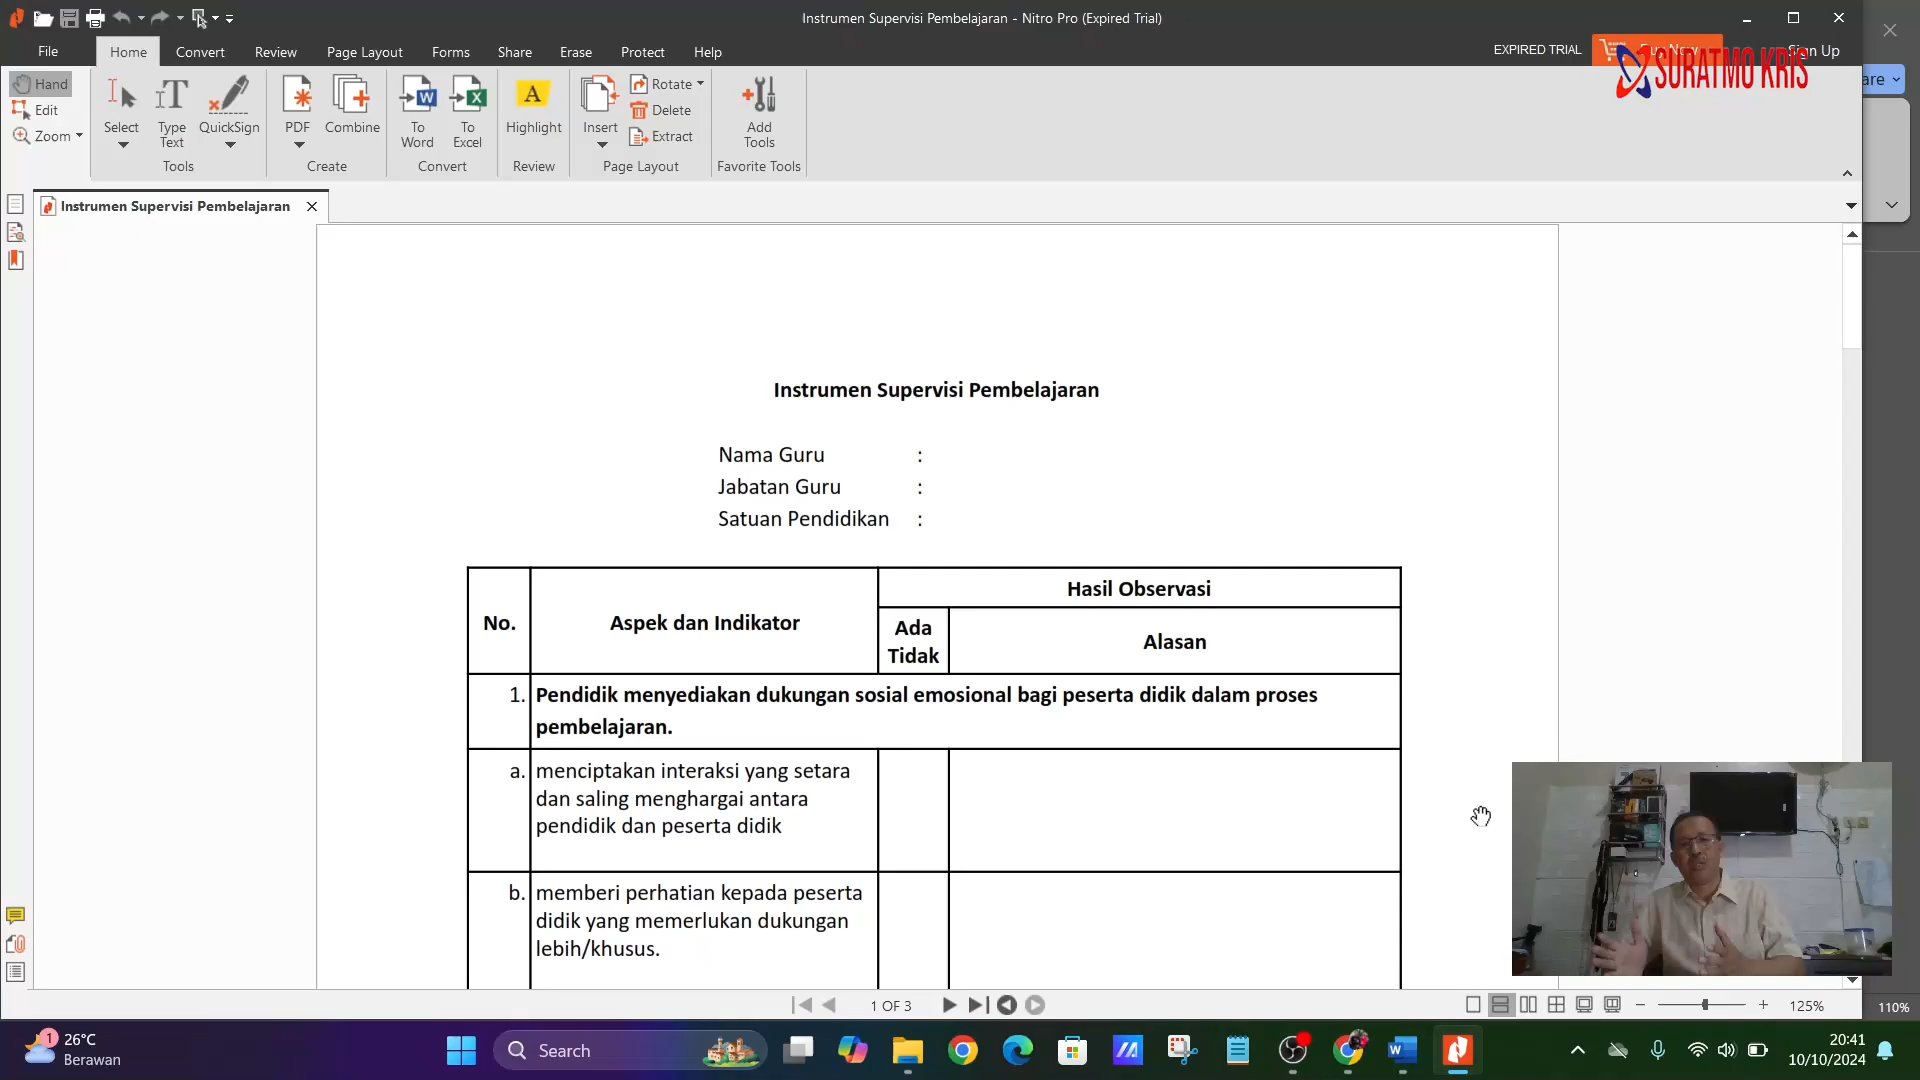 Instrumen Supervisi Pembelajaran - Nitro Pro (Expired Trial)
File Home Convert Review Page Layout Forms Share Erase Protect Help
EXPIRED TRIAL
Buy Now
Sign Up
SURATMO KRIS
are
Hand
Edit
Zoom
Select
Type Text
QuickSign
Tools
PDF
Combine
Create
To Word
To Excel
Convert
Highlight
Review
Insert
Rotate
Delete
Extract
Page Layout
Add Tools
Favorite Tools
Instrumen Supervisi Pembelajaran
Instrumen Supervisi Pembelajaran
Nama Guru :
Jabatan Guru :
Satuan Pendidikan :
No.
Aspek dan Indikator
Hasil Observasi
Ada
Tidak
Alasan
1. Pendidik menyediakan dukungan sosial emosional bagi peserta didik dalam proses
pembelajaran.
a. menciptakan interaksi yang setara
dan saling menghargai antara
pendidik dan peserta didik
b. memberi perhatian kepada peserta
didik yang memerlukan dukungan
lebih/khusus.
1 OF 3
125%
110%
1
26°C
Berawan
Search
20:41
10/10/2024